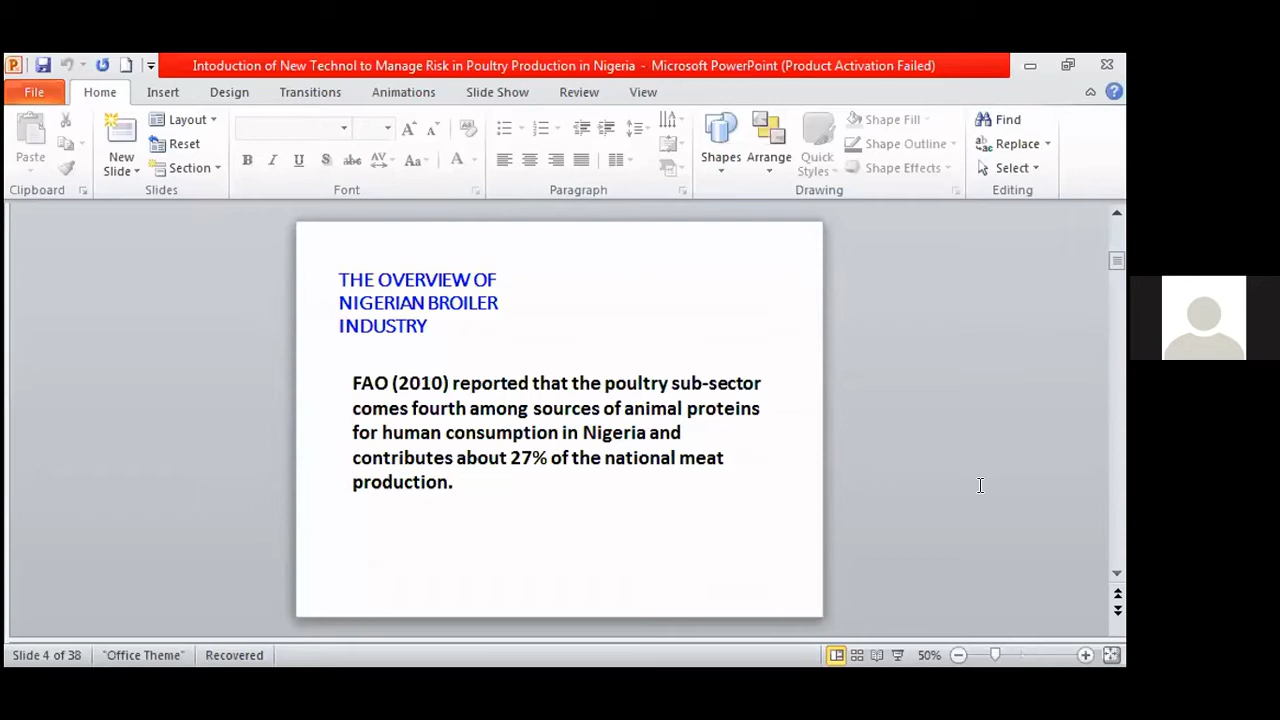 Intoduction of New Technol to Manage Risk in Poultry Production in Nigeria - Microsoft PowerPoint (Product Activation Failed)
File Home Insert Design Transitions Animations Slide Show Review View
Layout Shape Fill Find
Paste New Slide Reset Shapes Arrange Quick Styles Shape Outline Replace
Section B I U S abc AV Aa A Shape Effects Select
Clipboard Slides Font Paragraph Drawing Editing
THE OVERVIEW OF
NIGERIAN BROILER
INDUSTRY
FAO (2010) reported that the poultry sub-sector
comes fourth among sources of animal proteins
for human consumption in Nigeria and
contributes about 27% of the national meat
production.
Slide 4 of 38 "Office Theme" Recovered 50%